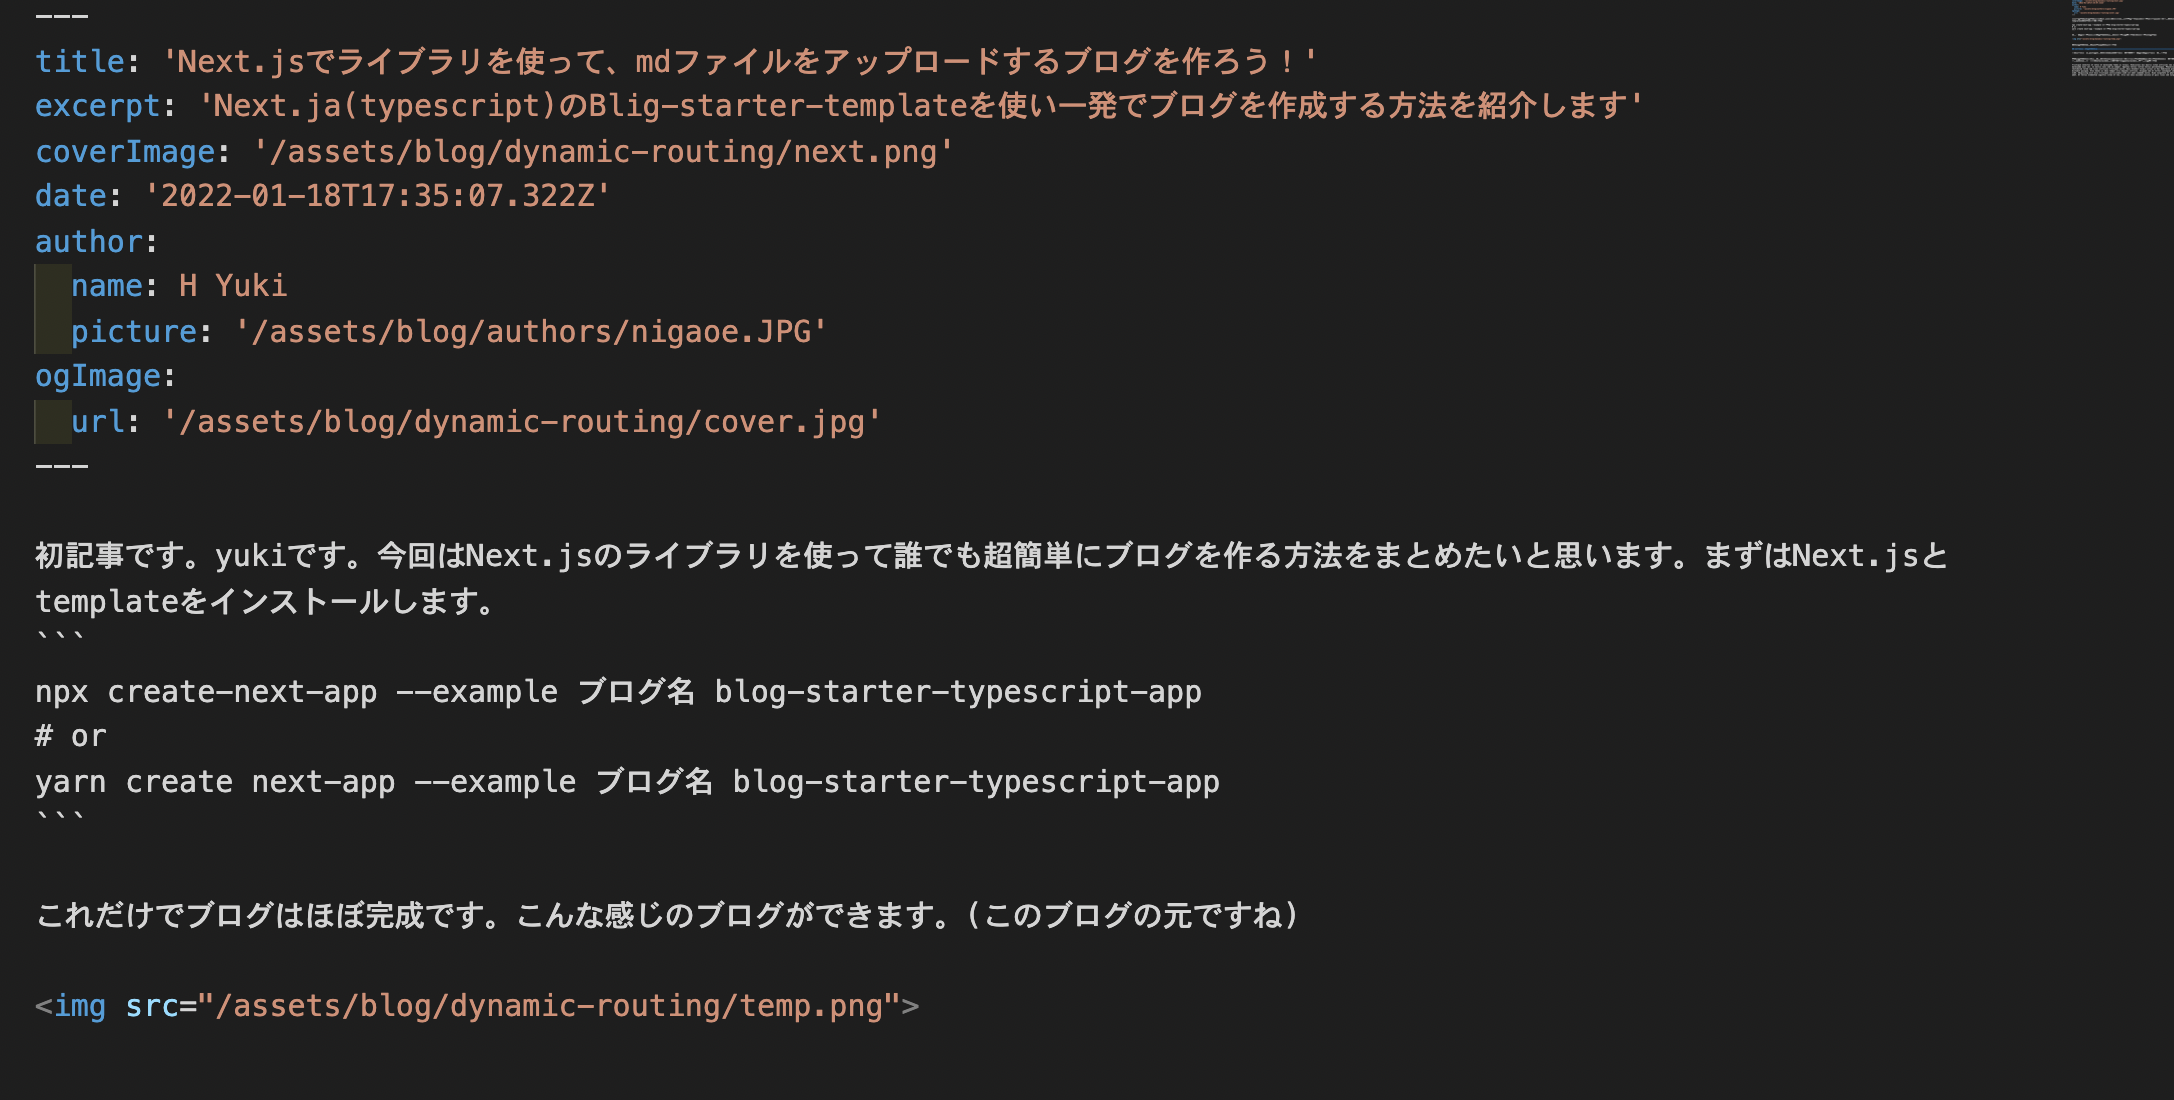 ---
title: 'Next.jsでライブラリを使って、mdファイルをアップロードするブログを作ろう！'
excerpt: 'Next.ja(typescript)のBlig-starter-templateを使い一発でブログを作成する方法を紹介します'
coverImage: '/assets/blog/dynamic-routing/next.png'
date: '2022-01-18T17:35:07.322Z'
author:
  name: H Yuki
  picture: '/assets/blog/authors/nigaoe.JPG'
ogImage:
  url: '/assets/blog/dynamic-routing/cover.jpg'
---
初記事です。yukiです。今回はNext.jsのライブラリを使って誰でも超簡単にブログを作る方法をまとめたいと思います。まずはNext.jsと
templateをインストールします。
```
npx create-next-app --example ブログ名 blog-starter-typescript-app
# or
yarn create next-app --example ブログ名 blog-starter-typescript-app
```
これだけでブログはほぼ完成です。こんな感じのブログができます。(このブログの元ですね)
<img src="/assets/blog/dynamic-routing/temp.png">